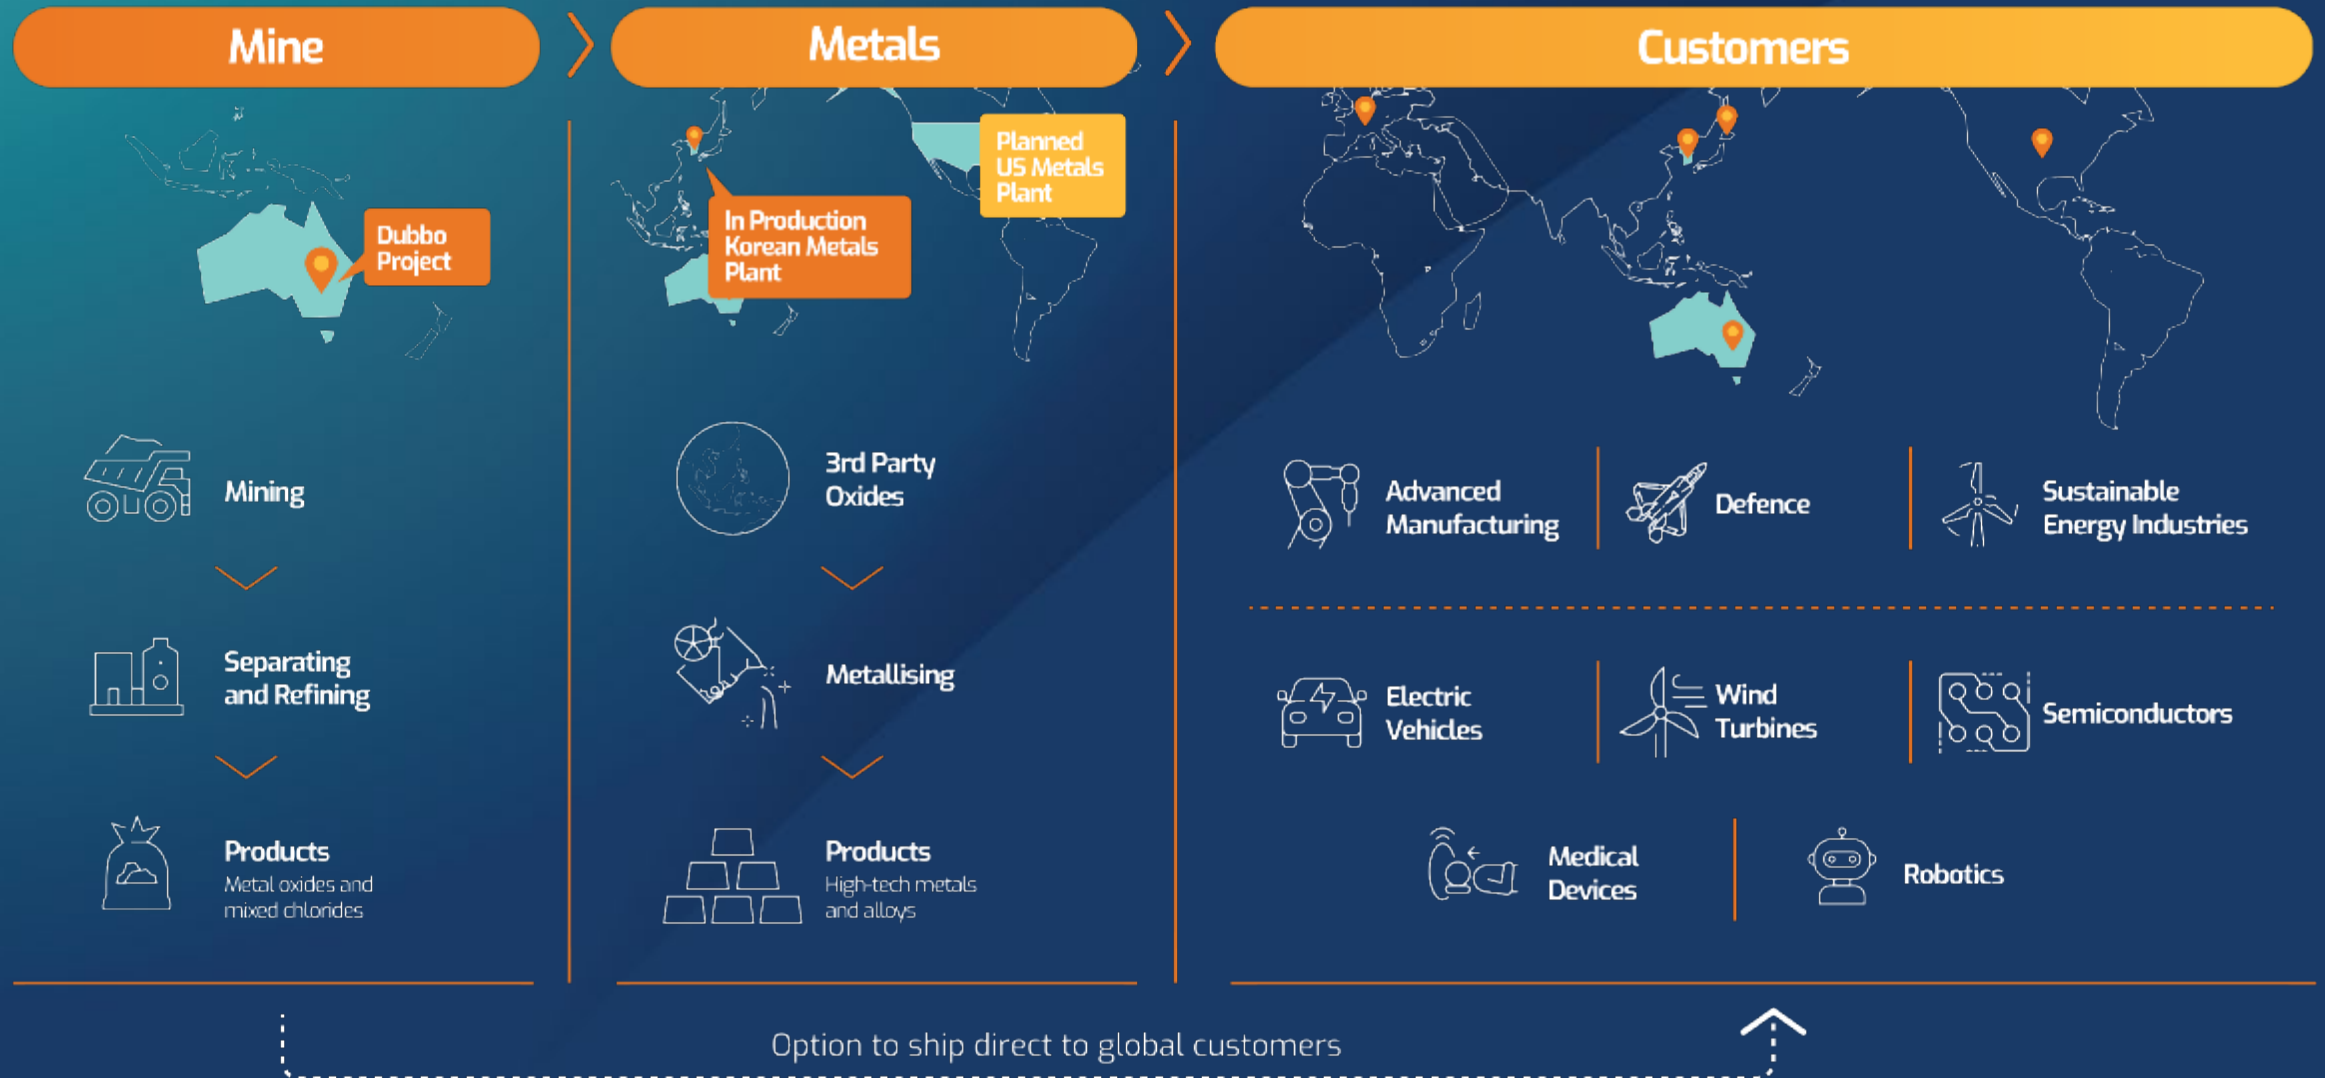 Mine
Metals
Customers
Dubbo
Project
In Production
Korean Metals
Plant
Planned
US Metals
Plant
Mining
Separating
and Refining
Products
Metal oxides and
mixed chlorides
3rd Party
Oxides
Metallising
Products
High-tech metals
and alloys
Advanced
Manufacturing
Defence
Sustainable
Energy Industries
Electric
Vehicles
Wind
Turbines
Semiconductors
Medical
Devices
Robotics
Option to ship direct to global customers